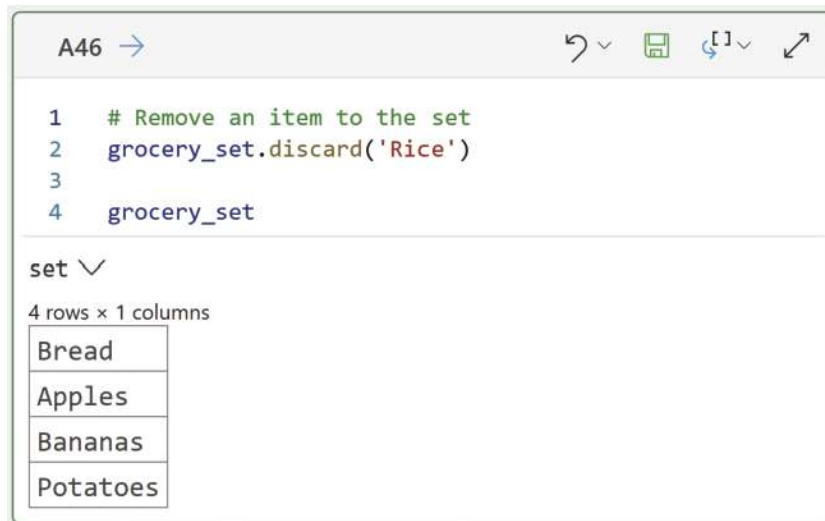 A46
1 # Remove an item to the set
2 grocery_set.discard('Rice')
3
4 grocery_set
set
4 rows × 1 columns
Bread
Apples
Bananas
Potatoes